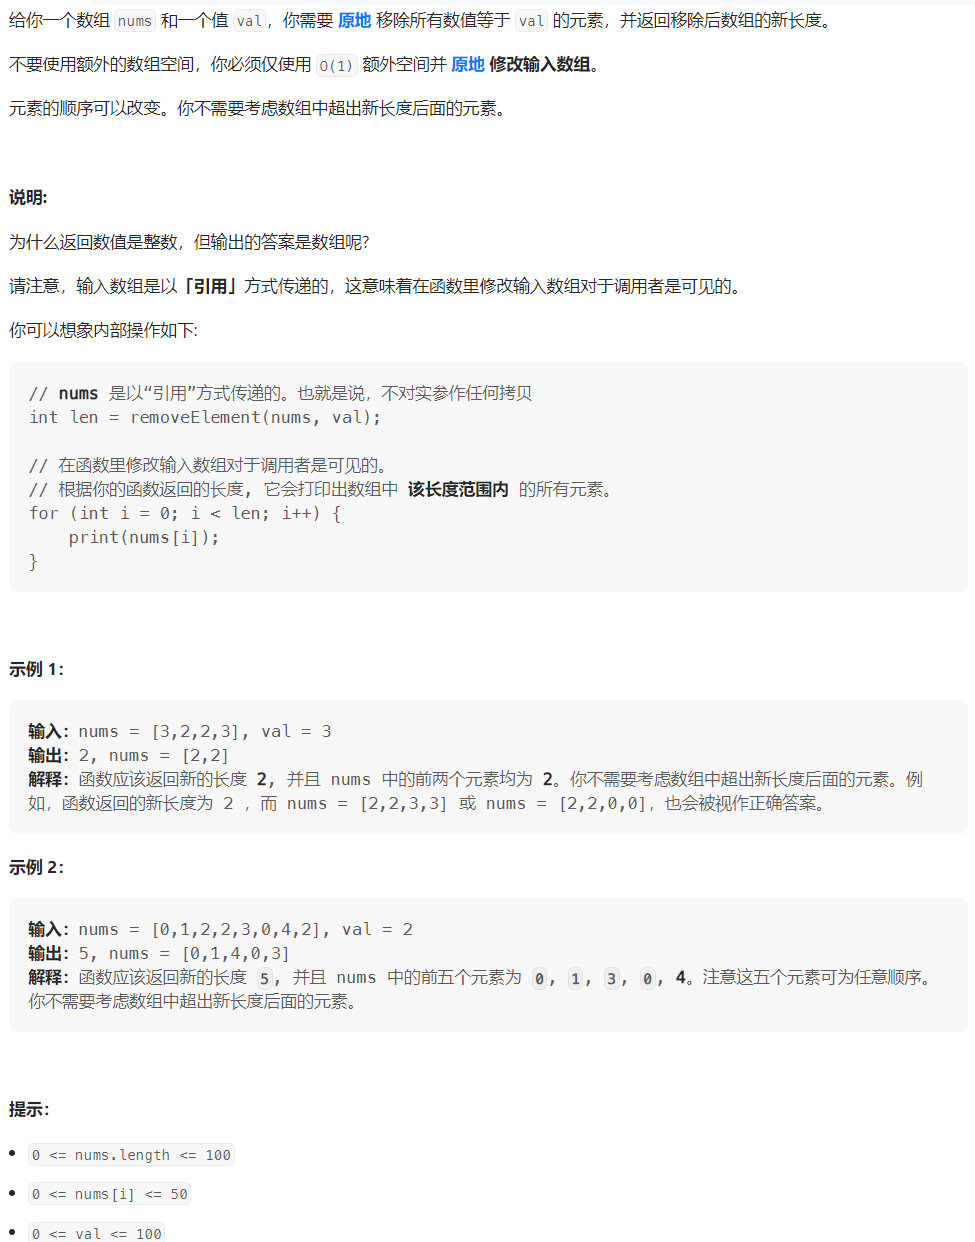 给你一个数组 nums 和一个值 val，你需要 原地 移除所有数值等于 val 的元素，并返回移除后数组的新长度。
不要使用额外的数组空间，你必须仅使用 O(1) 额外空间并 原地 修改输入数组。
元素的顺序可以改变。你不需要考虑数组中超出新长度后面的元素。
说明:
为什么返回数值是整数，但输出的答案是数组呢?
请注意，输入数组是以「引用」方式传递的，这意味着在函数里修改输入数组对于调用者是可见的。
你可以想象内部操作如下:
// nums 是以“引用”方式传递的。也就是说，不对实参作任何拷贝
int len = removeElement(nums, val);
// 在函数里修改输入数组对于调用者是可见的。
// 根据你的函数返回的长度, 它会打印出数组中 该长度范围内 的所有元素。
for (int i = 0; i < len; i++) {
    print(nums[i]);
}
示例 1：
输入：nums = [3,2,2,3], val = 3
输出：2, nums = [2,2]
解释：函数应该返回新的长度 2, 并且 nums 中的前两个元素均为 2。你不需要考虑数组中超出新长度后面的元素。例
如，函数返回的新长度为 2 ，而 nums = [2,2,3,3] 或 nums = [2,2,0,0]，也会被视作正确答案。
示例 2：
输入：nums = [0,1,2,2,3,0,4,2], val = 2
输出：5, nums = [0,1,4,0,3]
解释：函数应该返回新的长度 5, 并且 nums 中的前五个元素为 0, 1, 3, 0, 4。注意这五个元素可为任意顺序。
你不需要考虑数组中超出新长度后面的元素。
提示：
• 0 <= nums.length <= 100
• 0 <= nums[i] <= 50
• 0 <= val <= 100